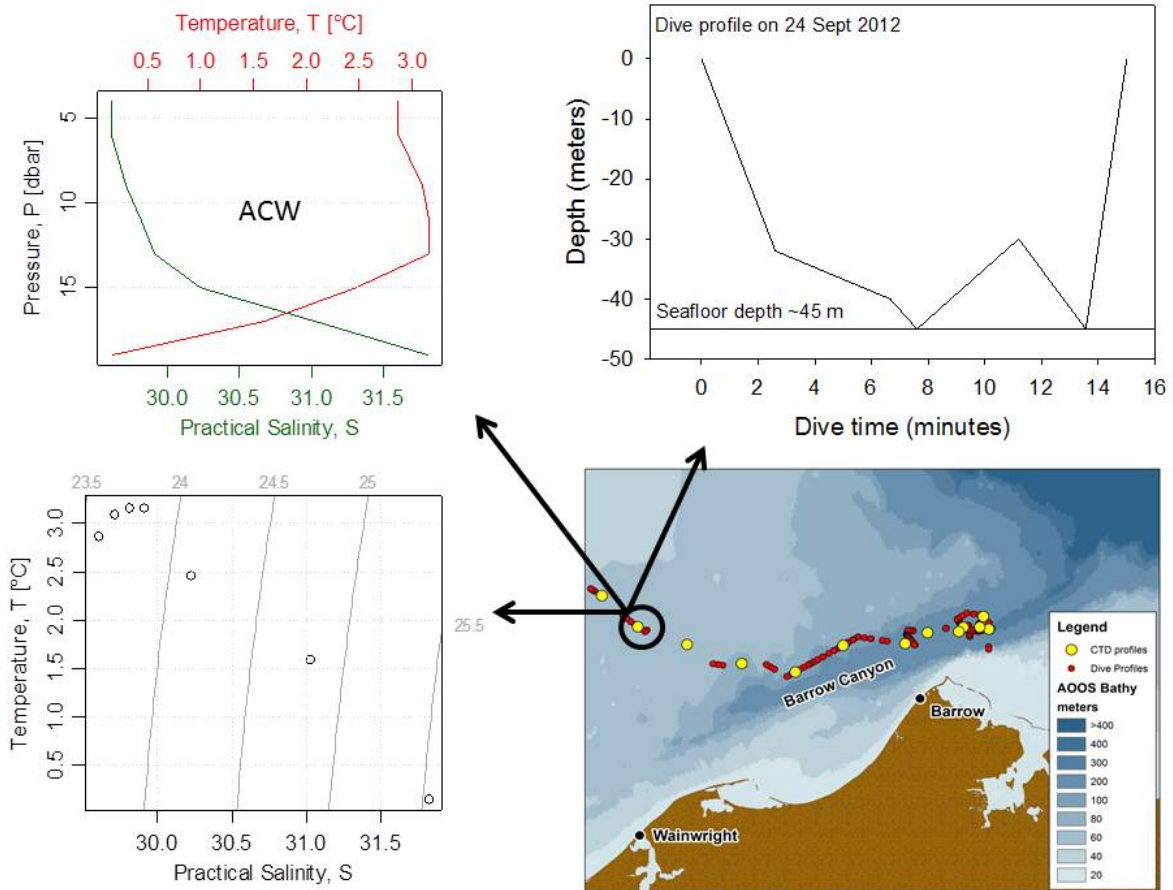 Temperature, T [°C]
0.5 1.0 1.5 2.0 2.5 3.0
Pressure, P [dbar]
5
10
15
ACW
30.0 30.5 31.0 31.5
Practical Salinity, S
Dive profile on 24 Sept 2012
Depth (meters)
0
-10
-20
-30
-40
-50
Seafloor depth ~45 m
0 2 4 6 8 10 12 14 16
Dive time (minutes)
23.5 24 24.5 25
25.5
Temperature, T [°C]
3.0
2.5
2.0
1.5
1.0
0.5
30.0 30.5 31.0 31.5
Practical Salinity, S
Barrow Canyon
Barrow
Wainwright
Legend
CTD profiles
Dive Profiles
AOOS Bathy
meters
>400
400
300
200
100
80
60
40
20